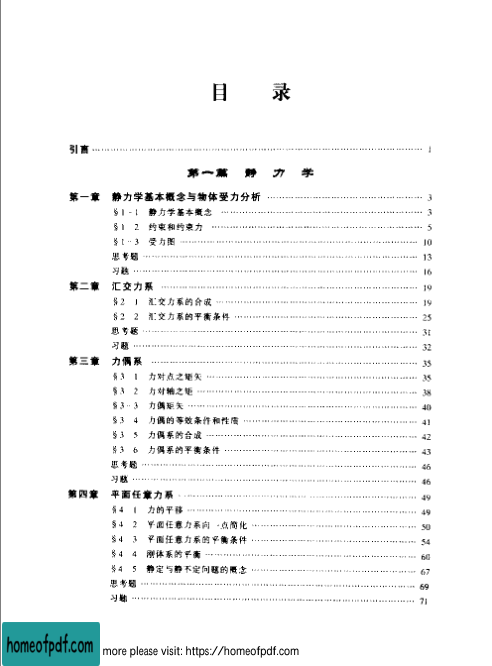 目 录
引言 1
第一篇 静 力 学
第一章 静力学基本概念与物体受力分析 3
§1-1 静力学基本概念 3
§1 2 约束和约束力 5
§1-3 受力图 10
思考题 13
习题 16
第二章 汇交力系 19
§2 1 汇交力系的合成 19
§2 2 汇交力系的平衡条件 25
思考题 31
习题 32
第三章 力偶系 35
§3 1 力对点之矩矢 35
§3 2 力对轴之矩 38
§3-3 力偶矩矢 40
§3 4 力偶的等效条件和性质 41
§3 5 力偶系的合成 42
§3 6 力偶系的平衡条件 43
思考题 46
习题 46
第四章 平面任意力系 49
§4 1 力的平移 49
§4 2 平面任意力系向一点简化 50
§4 3 平面任意力系的平衡条件 54
§4 4 刚体系的平衡 60
§4 5 静定与静不定问题的概念 67
思考题 69
习题 71
homeofpdf.com more please visit: https://homeofpdf.com